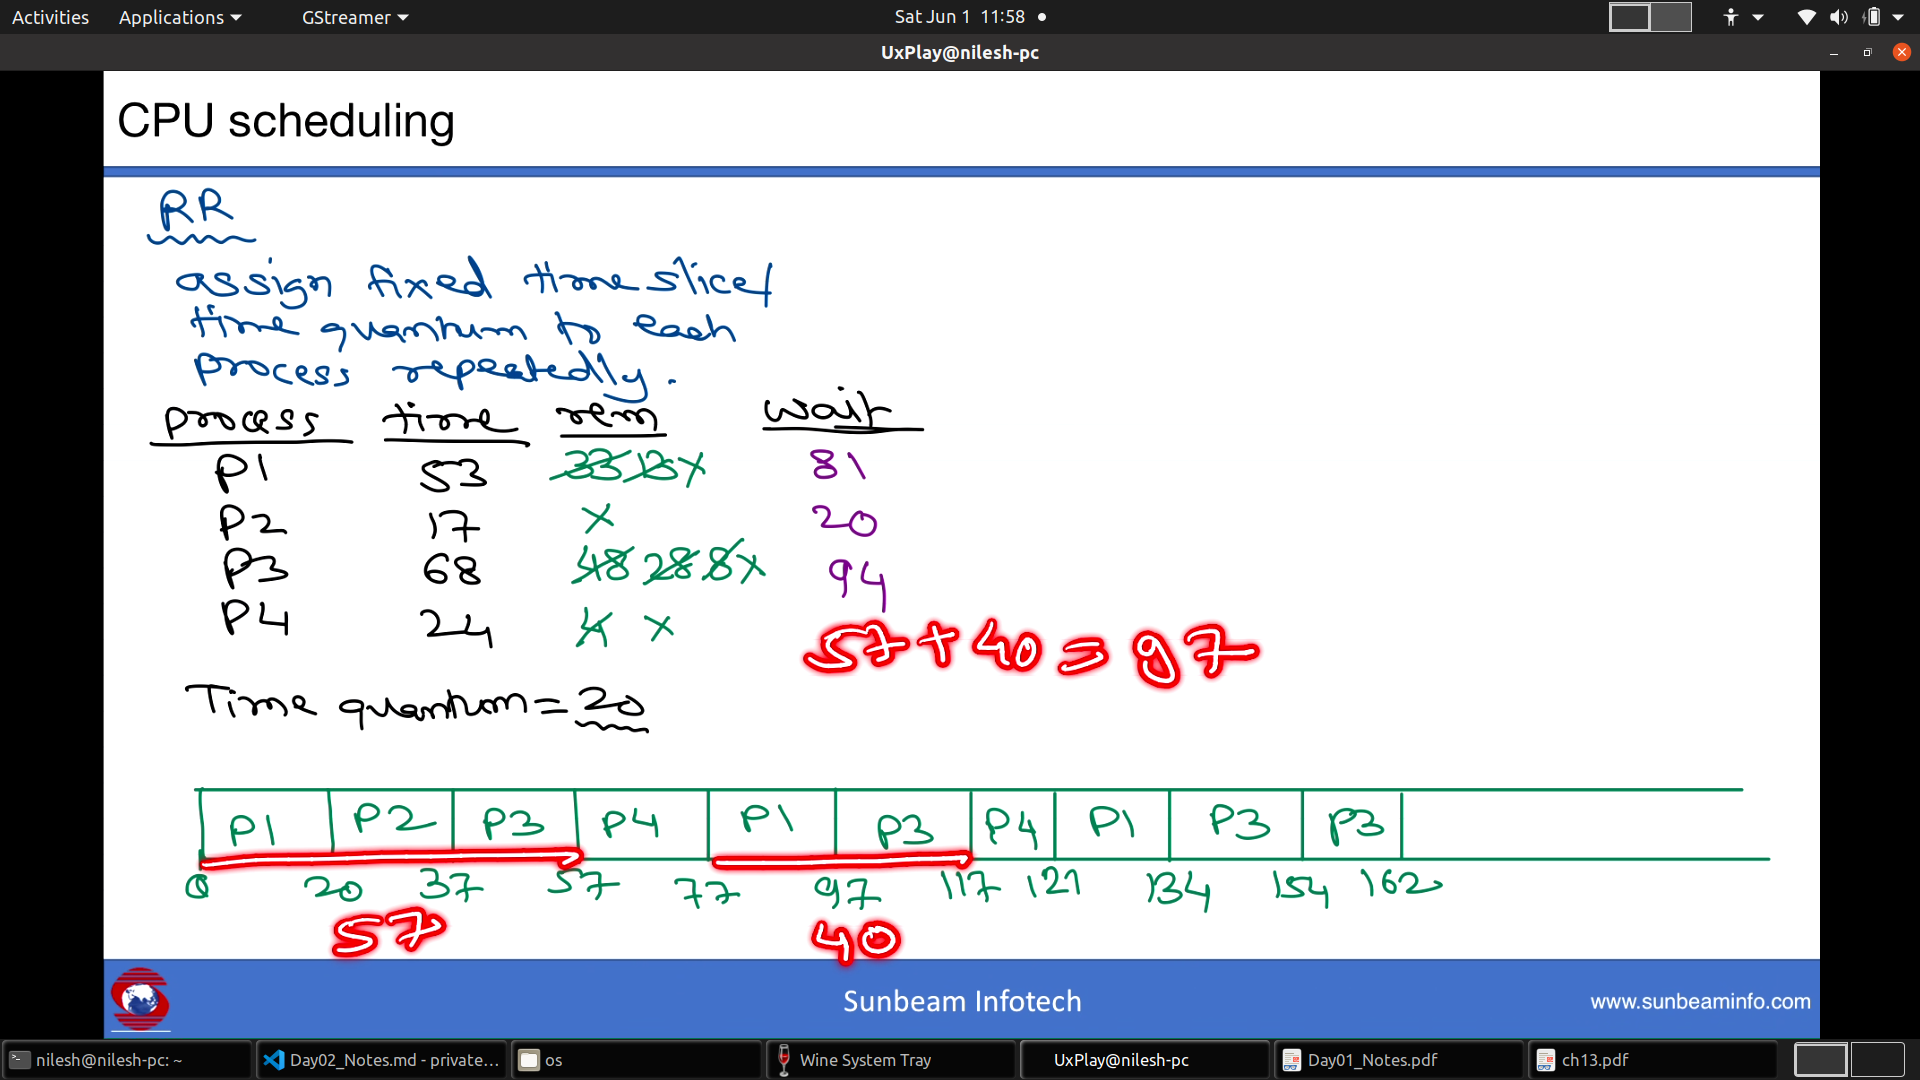 Activities Applications GStreamer Sat Jun 1 11:58
UxPlay@nilesh-pc
CPU scheduling
RR
assign fixed time slice/
time quantum to each
process repeatedly.
process time rem wait
P1 53 33 13 x 81
P2 17 x 20
P3 68 48 28 8 x 94
P4 24 4 x 57 + 40 = 97
Time quantum = 20
P1 P2 P3 P4 P1 P3 P4 P1 P3 P3
0 20 37 57 77 97 117 121 134 154 162
57 40
Sunbeam Infotech www.sunbeaminfo.com
nilesh@nilesh-pc: ~ Day02_Notes.md - private... os Wine System Tray UxPlay@nilesh-pc Day01_Notes.pdf ch13.pdf